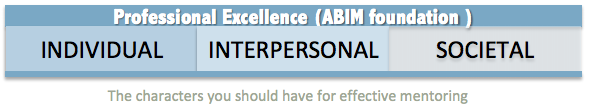 Professional Excellence (ABIM foundation )
INDIVIDUAL INTERPERSONAL SOCIETAL
The characters you should have for effective mentoring